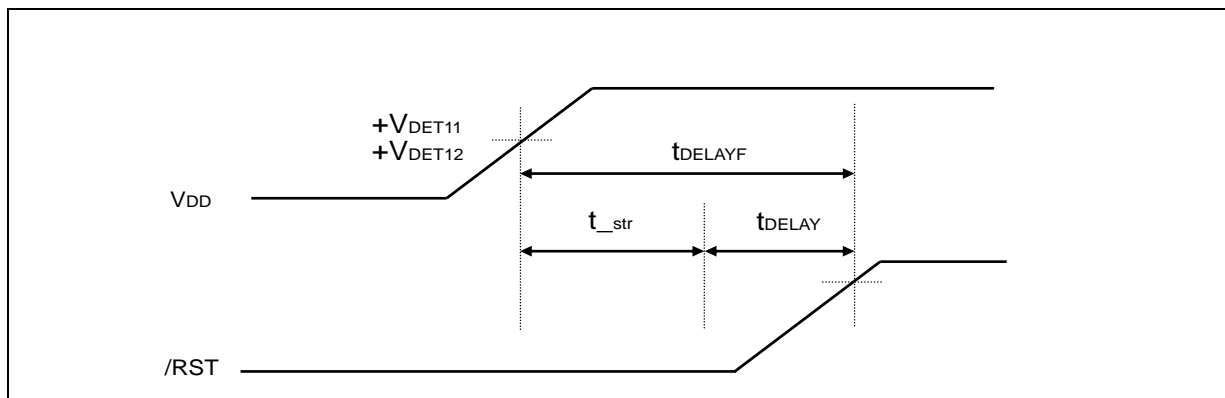 +VDET11
+VDET12
tDELAYF
VDD
t_str
tDELAY
/RST